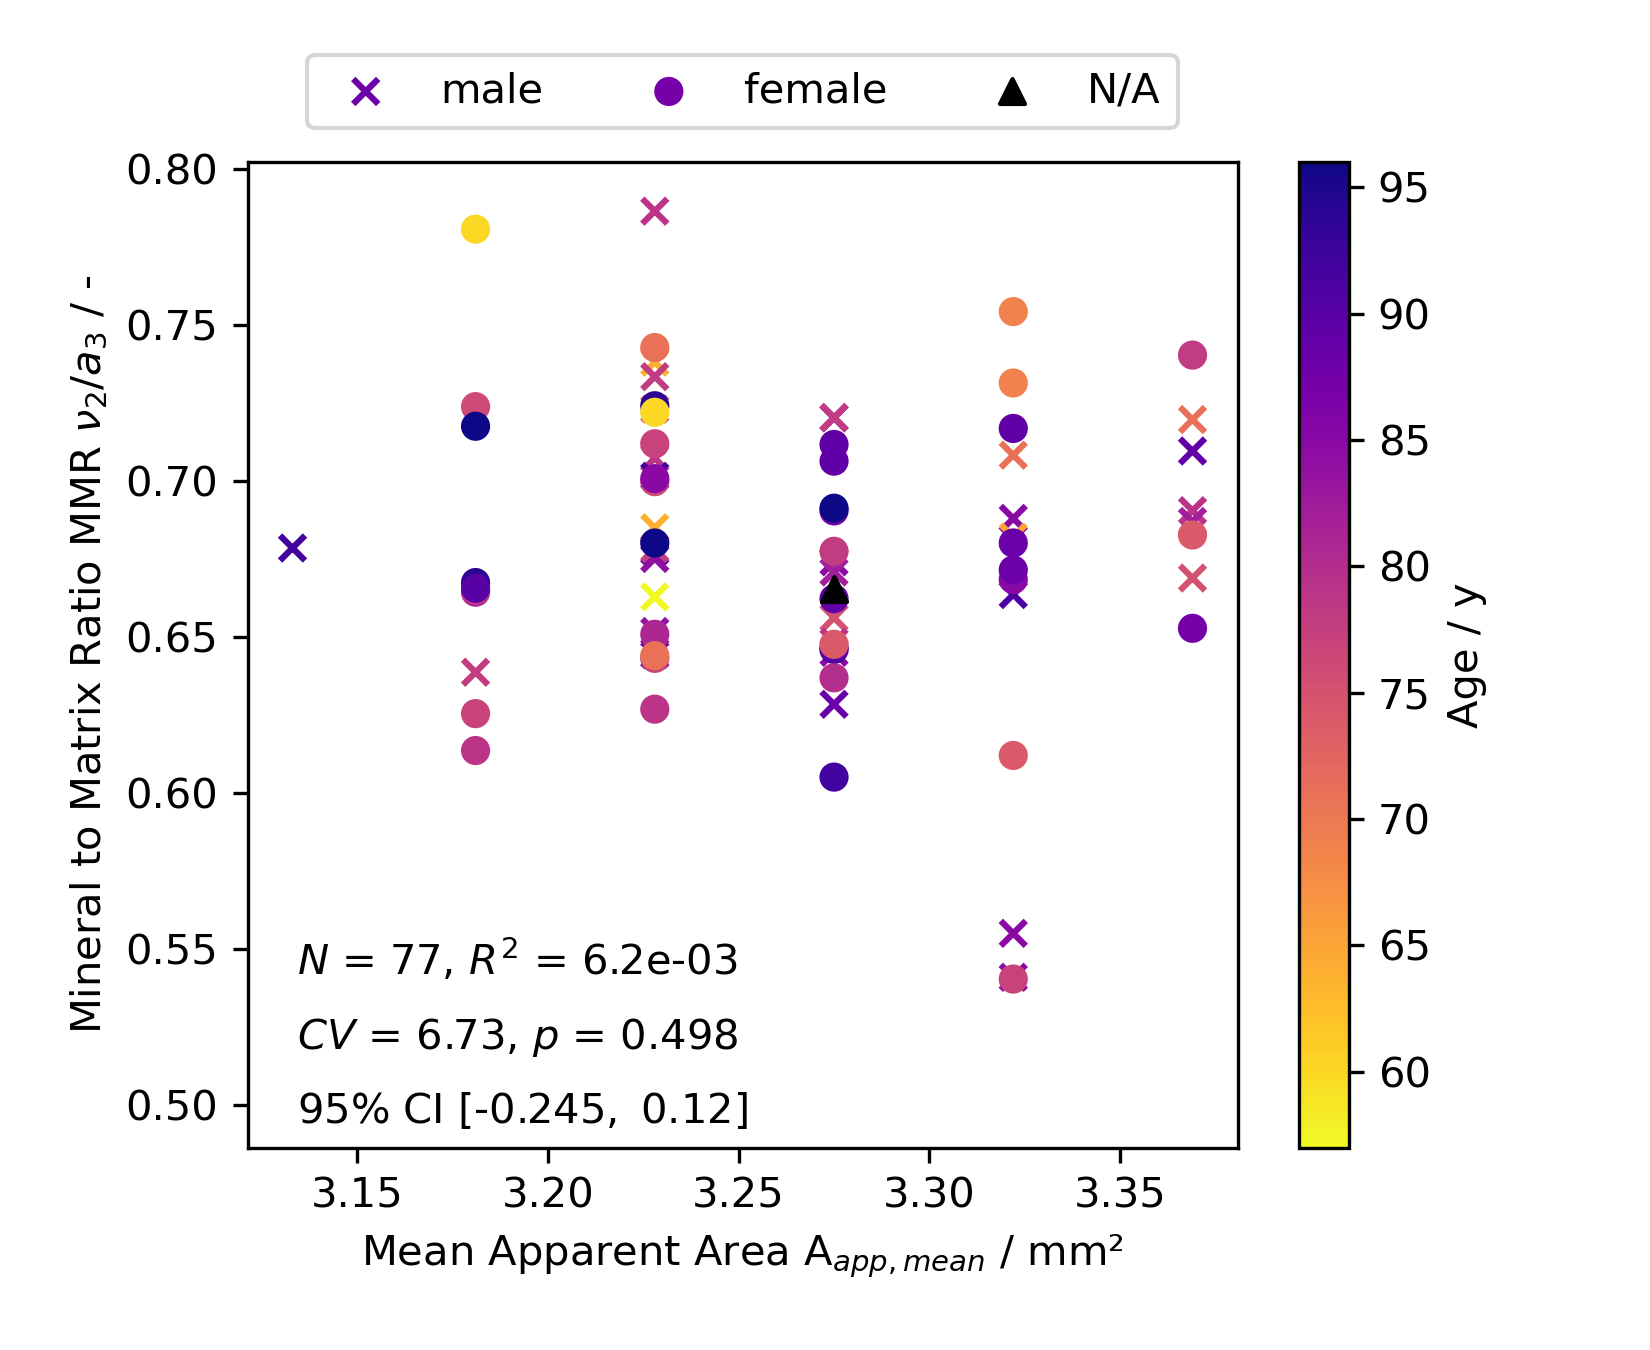 male female N/A
0.80
0.75
0.70
0.65
0.60
0.55
0.50
Mineral to Matrix Ratio MMR ν₂/a₃ / -
N = 77, R² = 6.2e-03
CV = 6.73, p = 0.498
95% CI [-0.245, 0.12]
3.15 3.20 3.25 3.30 3.35
Mean Apparent Area A_app,mean / mm²
95
90
85
80
75
70
65
60
Age / y